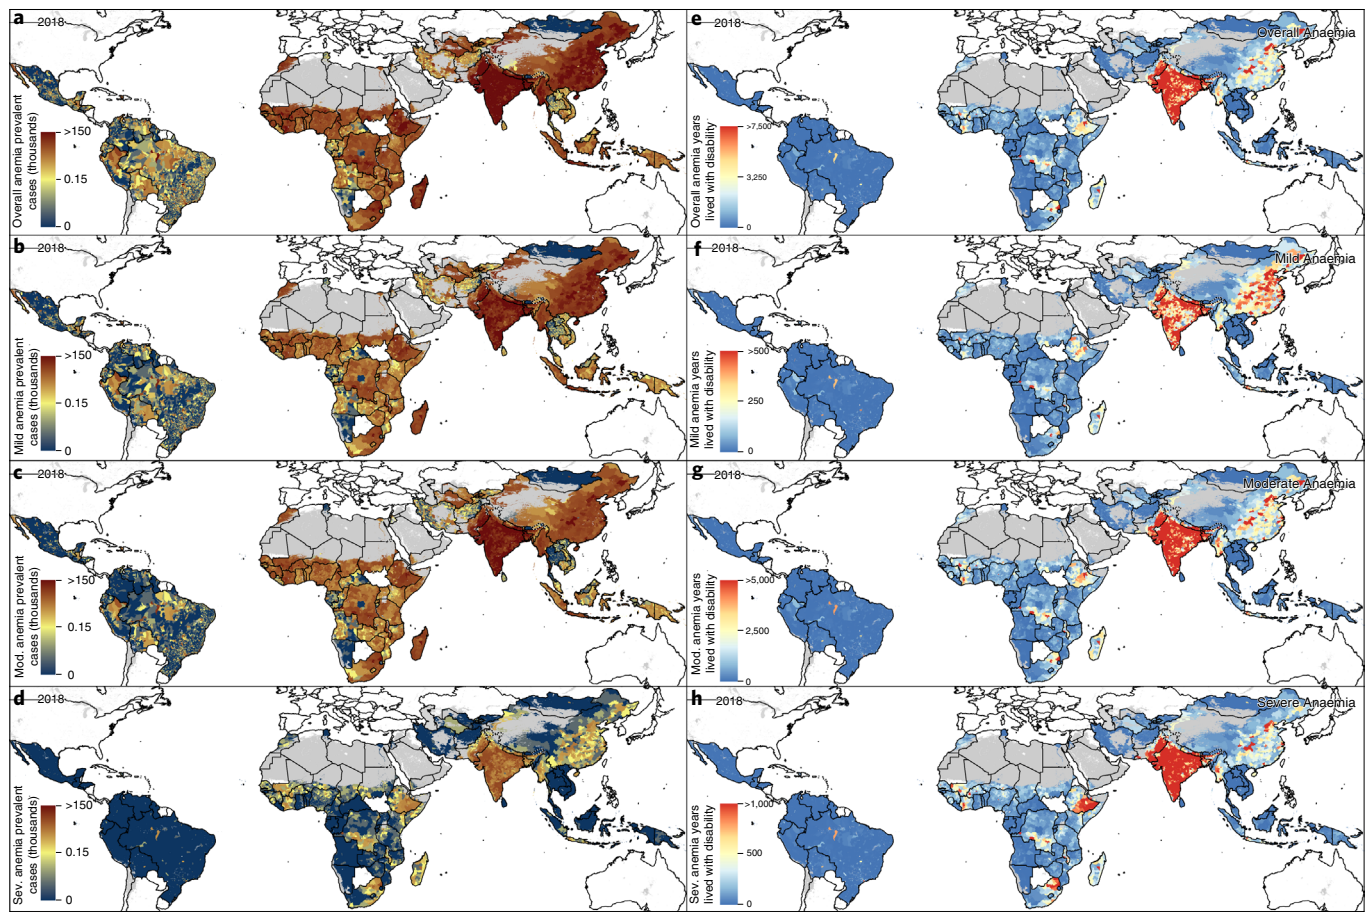 a
2018
Overall anemia prevalent
cases (thousands)
>150
0.15
0
e
2018
Overall Anaemia
Overall anemia years
lived with disability
>7,500
3,250
0
b
2018
Mild anemia prevalent
cases (thousands)
>150
0.15
0
f
2018
Mild Anaemia
Mild anemia years
lived with disability
>500
250
0
c
2018
Mod. anemia prevalent
cases (thousands)
>150
0.15
0
g
2018
Moderate Anaemia
Mod. anemia years
lived with disability
>5,000
2,500
0
d
2018
Sev. anemia prevalent
cases (thousands)
>150
0.15
0
h
2018
Severe Anaemia
Sev. anemia years
lived with disability
>1,000
500
0